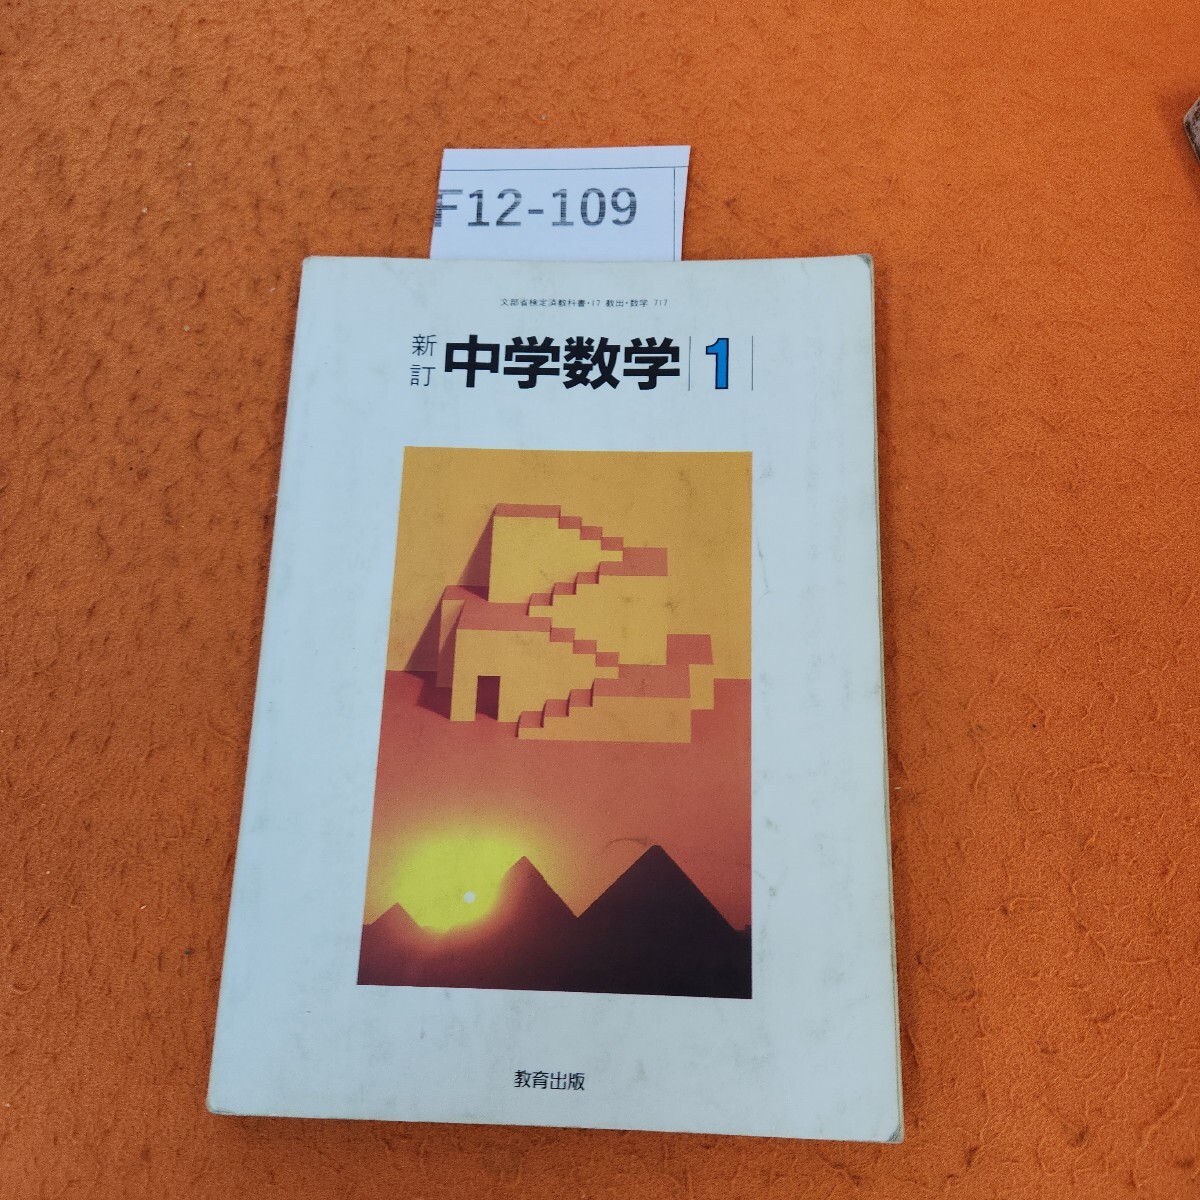 F12-109
文部省検定済教科書・17 教出・数学 717
新訂 中学数学 1
教育出版